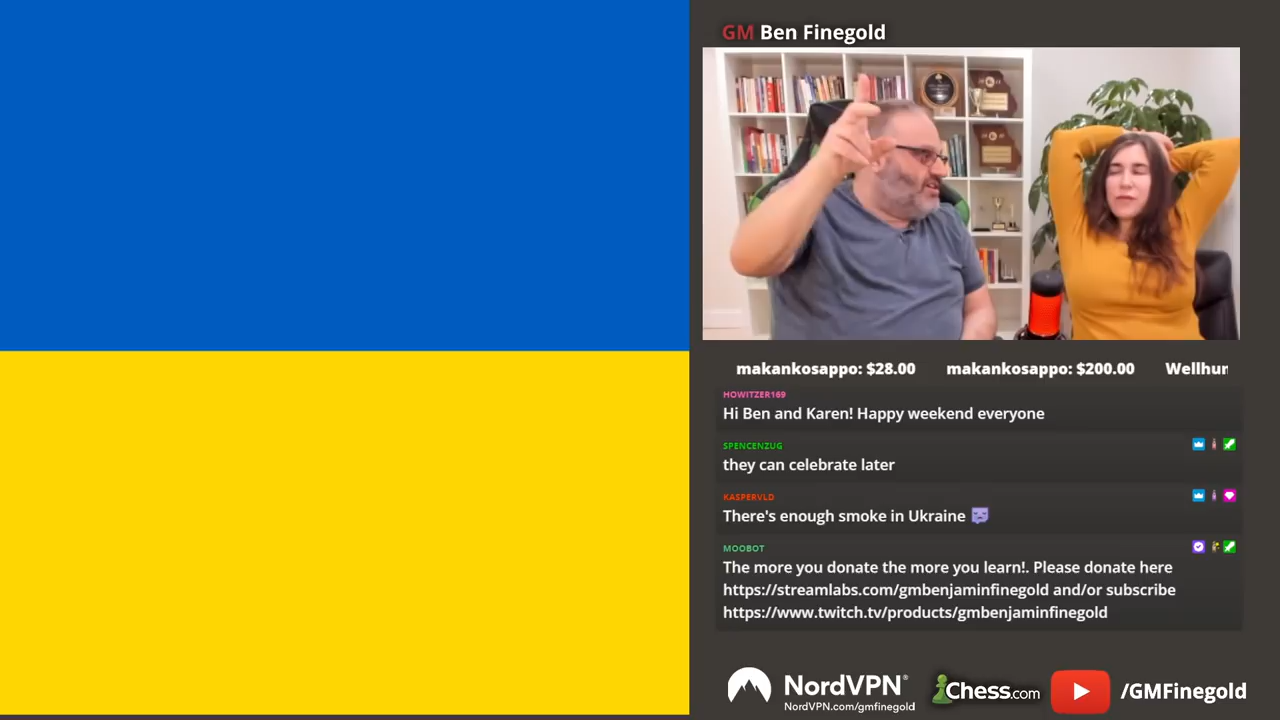 GM Ben Finegold
makankosappo: $28.00 makankosappo: $200.00 Wellhur
HOWITZER169
Hi Ben and Karen! Happy weekend everyone
SPENCENZUG
they can celebrate later
KASPERVLD
There's enough smoke in Ukraine
MOOBOT
The more you donate the more you learn!. Please donate here
https://streamlabs.com/gmbenjaminfinegold and/or subscribe
https://www.twitch.tv/products/gmbenjaminfinegold
NordVPN®
NordVPN.com/gmfinegold
Chess.com
/GMFinegold